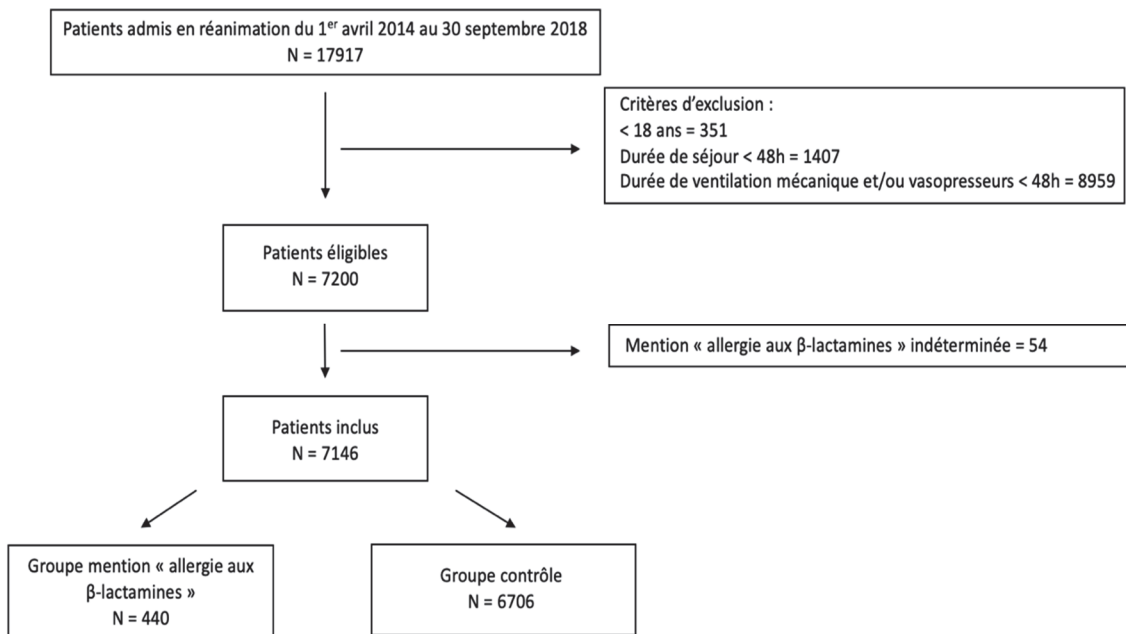 Patients admis en réanimation du 1er avril 2014 au 30 septembre 2018
N = 17917
Critères d’exclusion :
< 18 ans = 351
Durée de séjour < 48h = 1407
Durée de ventilation mécanique et/ou vasopresseurs < 48h = 8959
Patients éligibles
N = 7200
Mention « allergie aux β-lactamines » indéterminée = 54
Patients inclus
N = 7146
Groupe mention « allergie aux
β-lactamines »
N = 440
Groupe contrôle
N = 6706